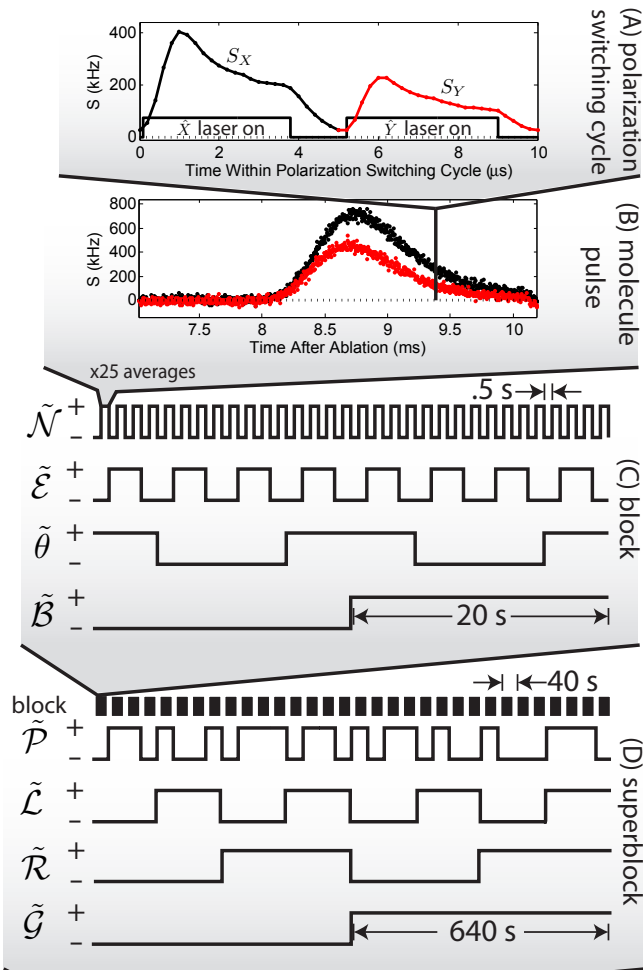 (A) polarization
switching cycle
400
200
0
S (kHz)
S_X
S_Y
X̂ laser on
Ŷ laser on
0 2 4 6 8 10
Time Within Polarization Switching Cycle (µs)
(B) molecule
pulse
800
600
400
200
0
S (kHz)
7.5 8 8.5 9 9.5 10
Time After Ablation (ms)
x25 averages
.5 s
(C) block
Ñ + -
ℰ̃ + -
θ̃ + -
ℬ̃ + -
20 s
40 s
block
(D) superblock
𝒫̃ + -
ℒ̃ + -
ℛ̃ + -
𝒢̃ + -
640 s